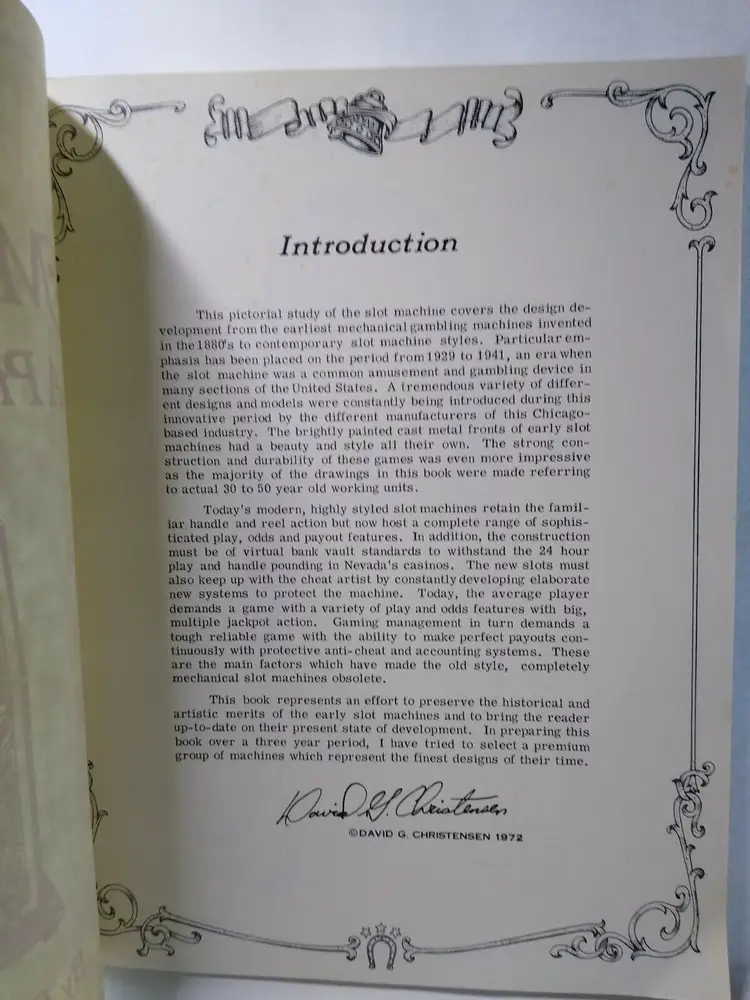 Introduction
This pictorial study of the slot machine covers the design de-
velopment from the earliest mechanical gambling machines invented
in the 1880's to contemporary slot machine styles. Particular em-
phasis has been placed on the period from 1929 to 1941, an era when
the slot machine was a common amusement and gambling device in
many sections of the United States. A tremendous variety of differ-
ent designs and models were constantly being introduced during this
innovative period by the different manufacturers of this Chicago-
based industry. The brightly painted cast metal fronts of early slot
machines had a beauty and style all their own. The strong con-
struction and durability of these games was even more impressive
as the majority of the drawings in this book were made referring
to actual 30 to 50 year old working units.
Today's modern, highly styled slot machines retain the famil-
iar handle and reel action but now host a complete range of sophis-
ticated play, odds and payout features. In addition, the construction
must be of virtual bank vault standards to withstand the 24 hour
play and handle pounding in Nevada's casinos. The new slots must
also keep up with the cheat artist by constantly developing elaborate
new systems to protect the machine. Today, the average player
demands a game with a variety of play and odds features with big,
multiple jackpot action. Gaming management in turn demands a
tough reliable game with the ability to make perfect payouts con-
tinuously with protective anti-cheat and accounting systems. These
are the main factors which have made the old style, completely
mechanical slot machines obsolete.
This book represents an effort to preserve the historical and
artistic merits of the early slot machines and to bring the reader
up-to-date on their present state of development. In preparing this
book over a three year period, I have tried to select a premium
group of machines which represent the finest designs of their time.
David G. Christensen
©DAVID G. CHRISTENSEN 1972